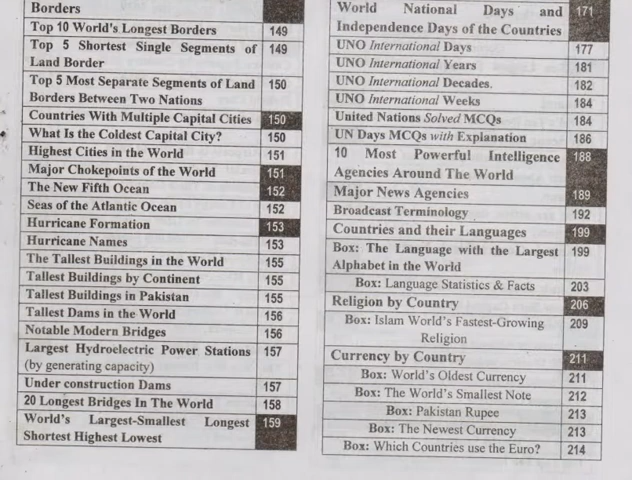 Borders
Top 10 World's Longest Borders 149
Top 5 Shortest Single Segments of 149
Land Border
Top 5 Most Separate Segments of Land 150
Borders Between Two Nations
Countries With Multiple Capital Cities 150
What Is the Coldest Capital City? 150
Highest Cities in the World 151
Major Chokepoints of the World 151
The New Fifth Ocean 152
Seas of the Atlantic Ocean 152
Hurricane Formation 153
Hurricane Names 153
The Tallest Buildings in the World 155
Tallest Buildings by Continent 155
Tallest Buildings in Pakistan 155
Tallest Dams in the World 156
Notable Modern Bridges 156
Largest Hydroelectric Power Stations 157
(by generating capacity)
Under construction Dams 157
20 Longest Bridges In The World 158
World's Largest-Smallest Longest 159
Shortest Highest Lowest
World National Days and 171
Independence Days of the Countries
UNO International Days 177
UNO International Years 181
UNO International Decades. 182
UNO International Weeks 184
United Nations Solved MCQs 184
UN Days MCQs with Explanation 186
10 Most Powerful Intelligence 188
Agencies Around The World
Major News Agencies 189
Broadcast Terminology 192
Countries and their Languages 199
Box: The Language with the Largest 199
Alphabet in the World
Box: Language Statistics & Facts 203
Religion by Country 206
Box: Islam World's Fastest-Growing 209
Religion
Currency by Country 211
Box: World's Oldest Currency 211
Box: The World's Smallest Note 212
Box: Pakistan Rupee 213
Box: The Newest Currency 213
Box: Which Countries use the Euro? 214